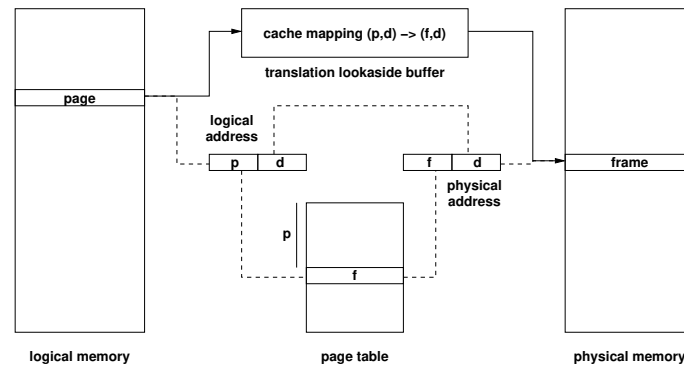 cache mapping (p,d) −> (f,d)
translation lookaside buffer
page
logical
address
p d
f d
frame
physical
address
p
f
logical memory
page table
physical memory